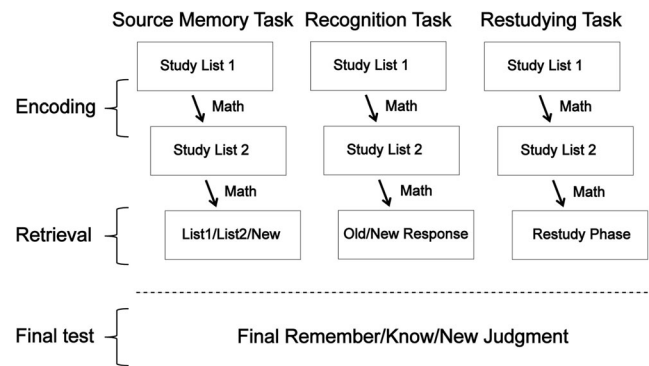 Source Memory Task Recognition Task Restudying Task
Study List 1 Study List 1 Study List 1
Encoding
Math Math Math
Study List 2 Study List 2 Study List 2
Math Math Math
Retrieval
List1/List2/New Old/New Response Restudy Phase
Final test
Final Remember/Know/New Judgment